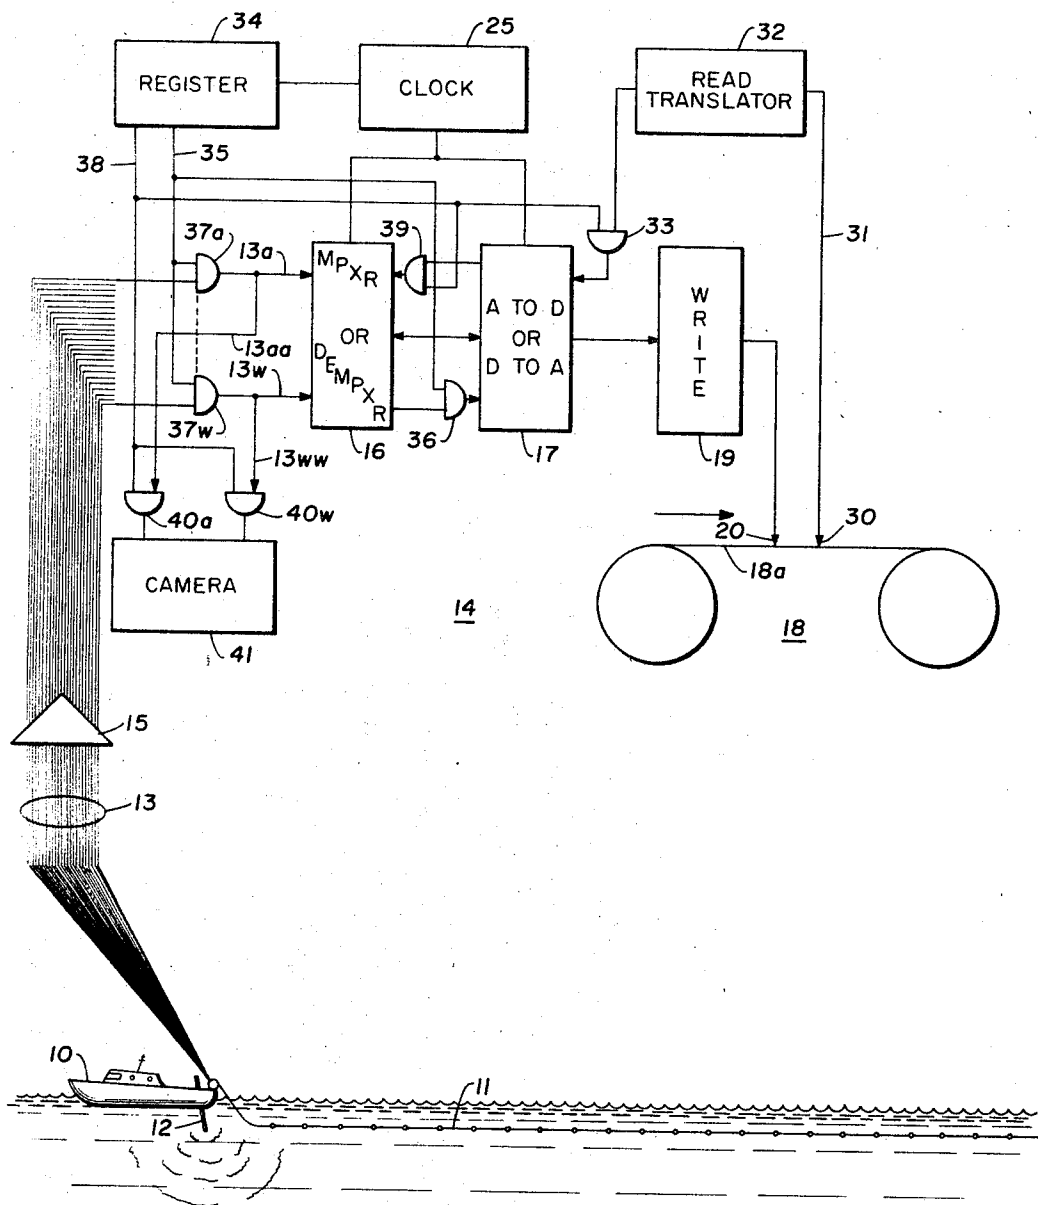 34
25
32
REGISTER
CLOCK
READ
TRANSLATOR
38
35
37a
13a
39
33
31
MPXR
OR
DEMPXR
A TO D
OR
D TO A
WRITE
13aa
13w
37w
16
36
17
19
13ww
40a
40w
20
30
18a
CAMERA
14
18
41
15
13
10
11
12